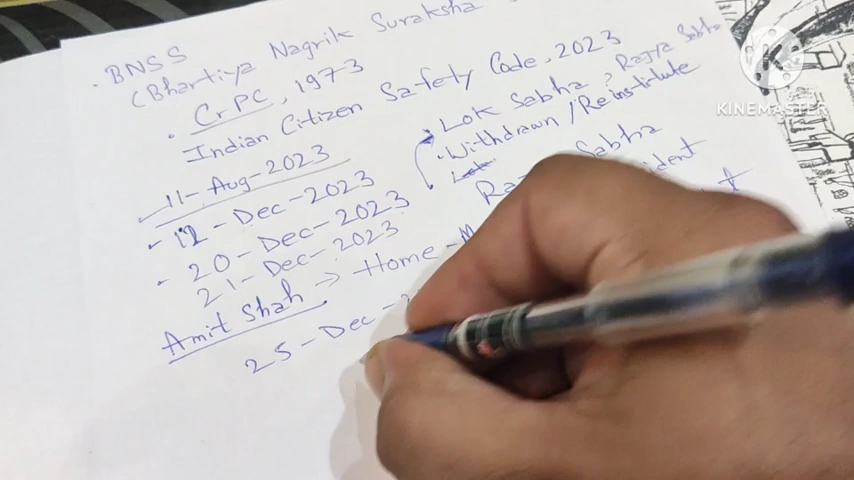 BNSS
(Bhartiya Nagrik Suraksha
CrPC, 1973
Indian Citizen Safety Code, 2023
11-Aug-2023
Lok Sabha, Rajya Sabha
12-Dec-2023
Withdrawn/Reinstitute
20-Dec-2023
Sabha
21-Dec-2023
Amit Shah → Home-M
25-Dec-2
KINEMASTER